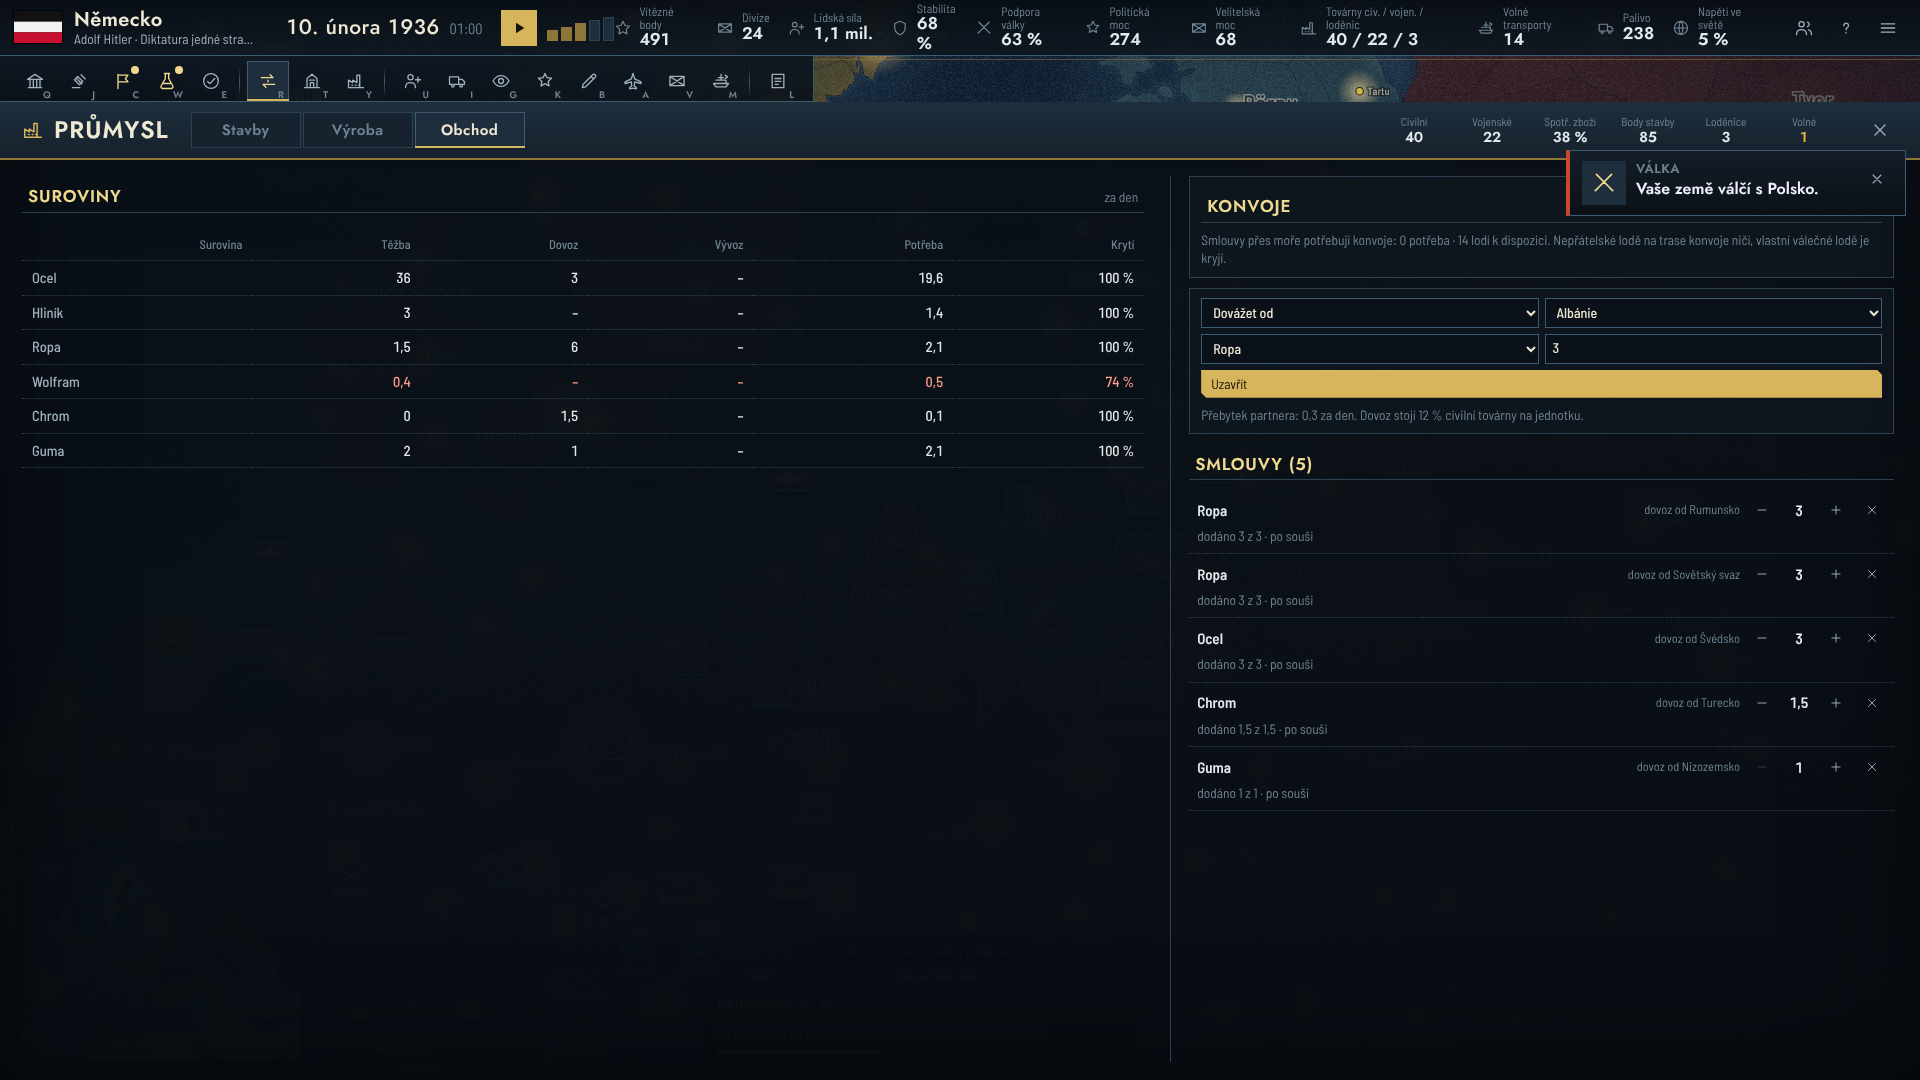 Německo
Adolf Hitler · Diktatura jedné stra...
10. února 1936 01:00
Vítězné body 491
Divize 24
Lidská síla 1,1 mil.
Stabilita 68 %
Podpora války 63 %
Politická moc 274
Velitelská moc 68
Továrny civ. / vojen. / loděnic 40 / 22 / 3
Volné transporty 14
Palivo 238
Napětí ve světě 5 %
?
Q J C W E R T Y U I G K B A V M L
Tartu
PRŮMYSL
Stavby Výroba Obchod
Civilní 40
Vojenské 22
Spotř. zboží 38 %
Body stavby 85
Loděnice 3
Volné 1
VÁLKA
Vaše země válčí s Polsko.
SUROVINY za den
Surovina Těžba Dovoz Vývoz Potřeba Krytí
Ocel 36 3 – 19,6 100 %
Hliník 3 – – 1,4 100 %
Ropa 1,5 6 – 2,1 100 %
Wolfram 0,4 – – 0,5 74 %
Chrom 0 1,5 – 0,1 100 %
Guma 2 1 – 2,1 100 %
KONVOJE
Smlouvy přes moře potřebují konvoje: 0 potřeba · 14 lodí k dispozici. Nepřátelské lodě na trase konvoje ničí, vlastní válečné lodě je
kryjí.
Dovážet od Albánie
Ropa 3
Uzavřít
Přebytek partnera: 0,3 za den. Dovoz stojí 12 % civilní továrny na jednotku.
SMLOUVY (5)
Ropa dovoz od Rumunsko − 3 + ×
dodáno 3 z 3 · po souši
Ropa dovoz od Sovětský svaz − 3 + ×
dodáno 3 z 3 · po souši
Ocel dovoz od Švédsko − 3 + ×
dodáno 3 z 3 · po souši
Chrom dovoz od Turecko − 1,5 + ×
dodáno 1,5 z 1,5 · po souši
Guma dovoz od Nizozemsko − 1 + ×
dodáno 1 z 1 · po souši